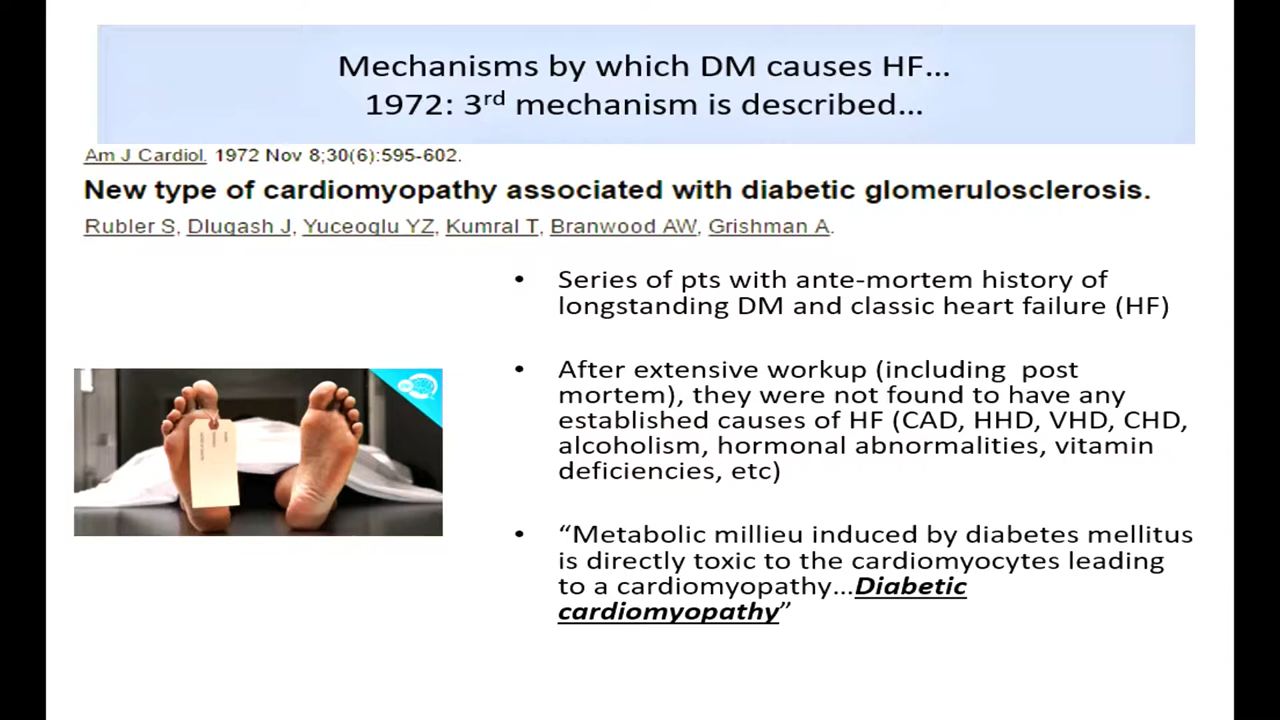 Mechanisms by which DM causes HF...
1972: 3rd mechanism is described...
Am J Cardiol. 1972 Nov 8;30(6):595-602.
New type of cardiomyopathy associated with diabetic glomerulosclerosis.
Rubler S, Dlugash J, Yuceoglu YZ, Kumral T, Branwood AW, Grishman A.
• Series of pts with ante-mortem history of
longstanding DM and classic heart failure (HF)
• After extensive workup (including post
mortem), they were not found to have any
established causes of HF (CAD, HHD, VHD, CHD,
alcoholism, hormonal abnormalities, vitamin
deficiencies, etc)
• “Metabolic millieu induced by diabetes mellitus
is directly toxic to the cardiomyocytes leading
to a cardiomyopathy...Diabetic
cardiomyopathy”